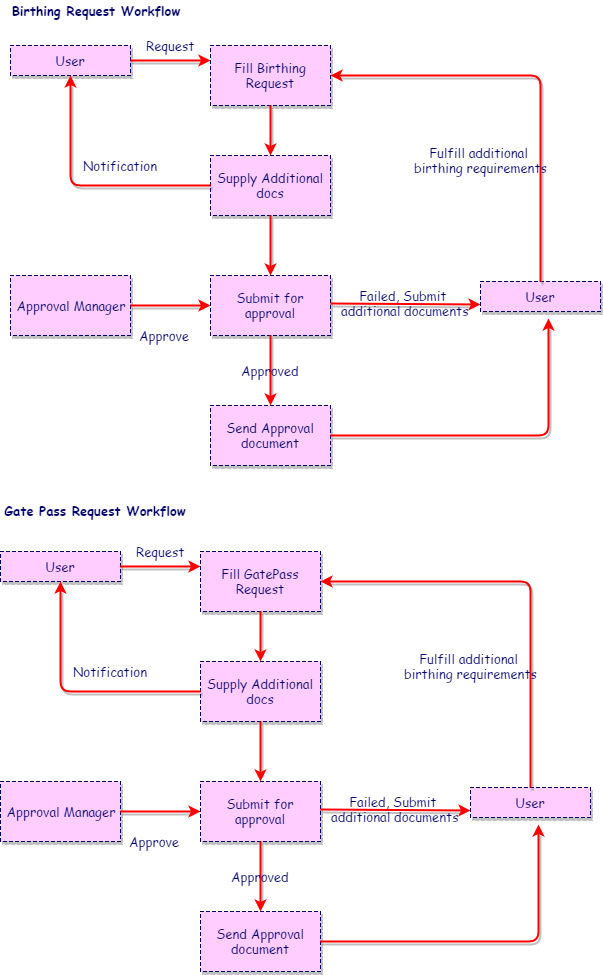 Birthing Request Workflow
Request
User
Fill Birthing
Request
Fulfill additional
birthing requirements
Notification
Supply Additional
docs
Approval Manager
Submit for
approval
Failed, Submit
additional documents
User
Approve
Approved
Send Approval
document
Gate Pass Request Workflow
Request
User
Fill GatePass
Request
Fulfill additional
birthing requirements
Notification
Supply Additional
docs
Approval Manager
Submit for
approval
Failed, Submit
additional documents
User
Approve
Approved
Send Approval
document